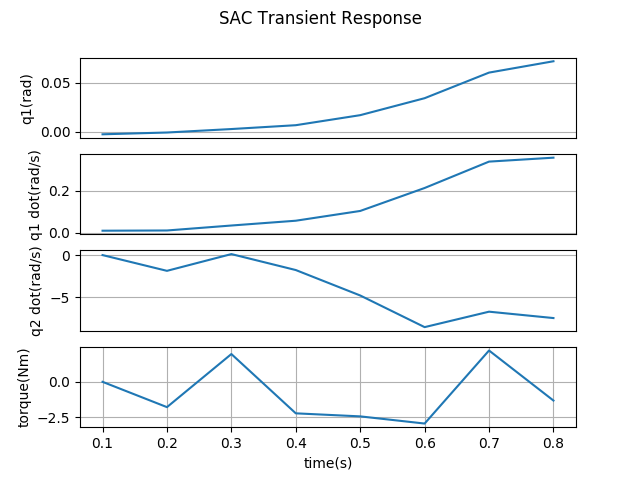 SAC Transient Response
q1(rad)
0.05
0.00
q1 dot(rad/s)
0.2
0.0
q2 dot(rad/s)
0
−5
torque(Nm)
0.0
−2.5
0.1 0.2 0.3 0.4 0.5 0.6 0.7 0.8
time(s)